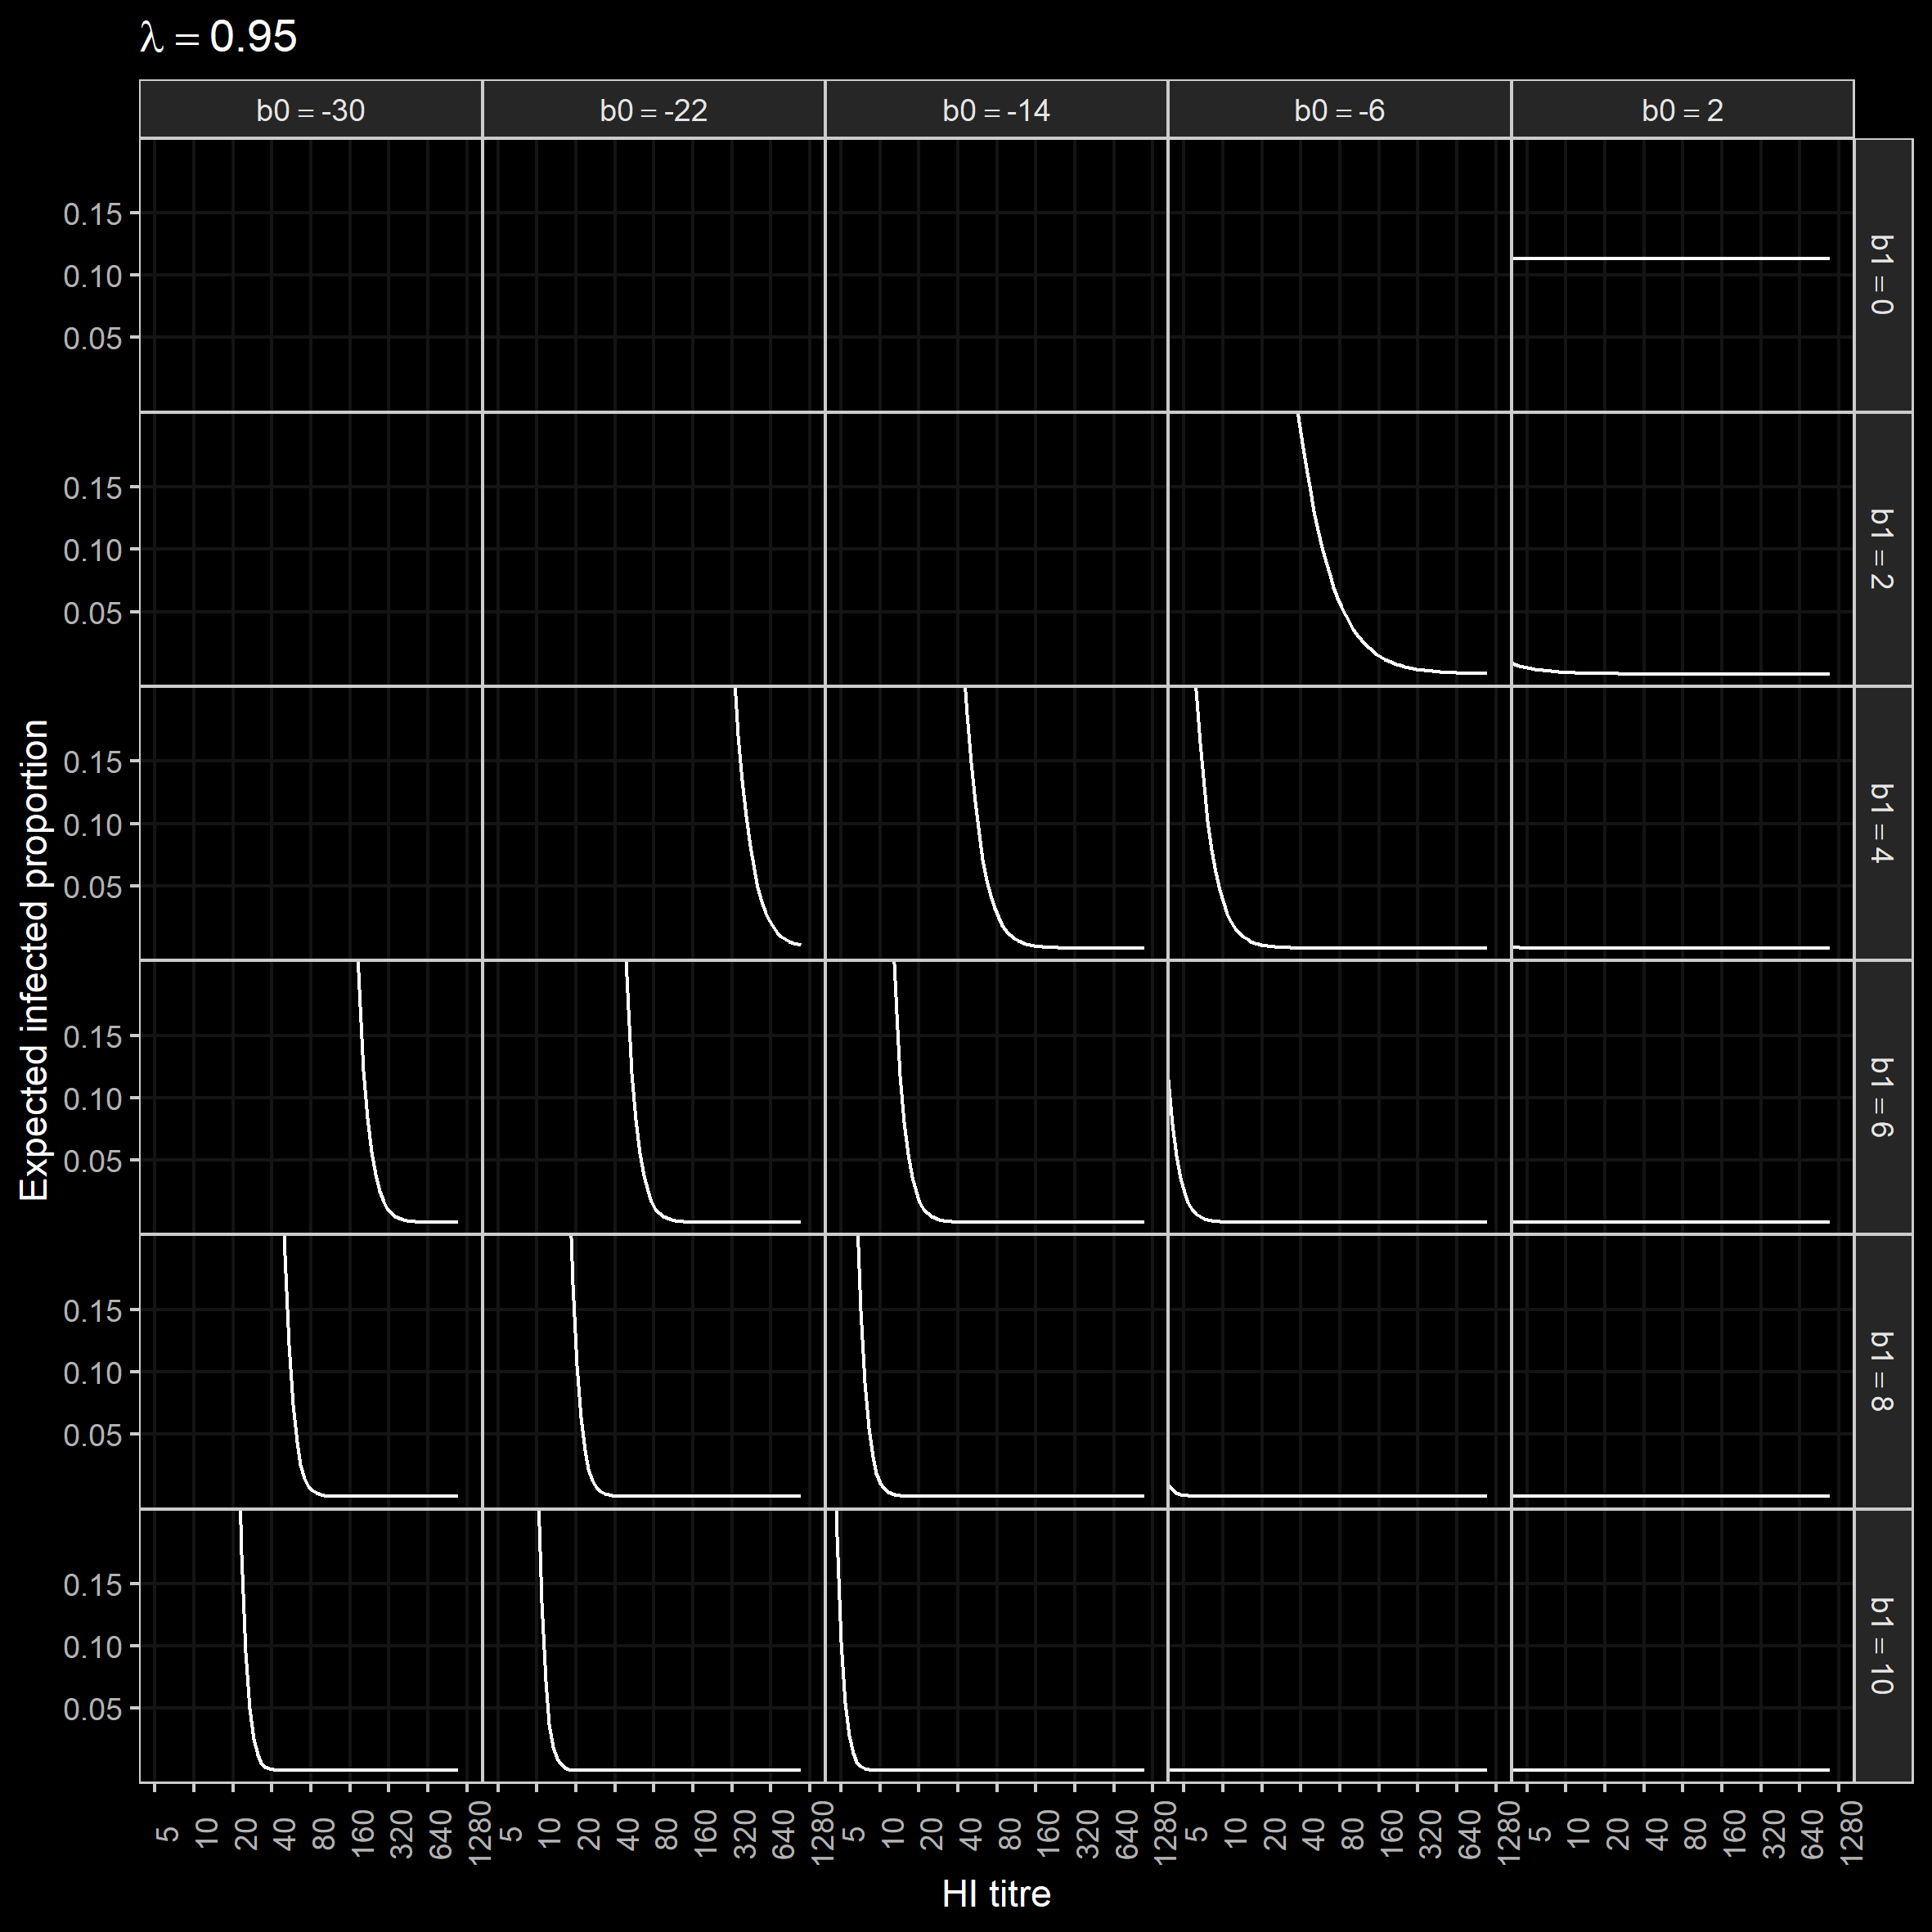 λ = 0.95
b0 = -30 b0 = -22 b0 = -14 b0 = -6 b0 = 2
0.15
0.10
0.05
b1 = 0
0.15
0.10
0.05
b1 = 2
0.15
0.10
0.05
b1 = 4
0.15
0.10
0.05
b1 = 6
0.15
0.10
0.05
b1 = 8
0.15
0.10
0.05
b1 = 10
Expected infected proportion
5 10 20 40 80 160 320 640 1280 5 10 20 40 80 160 320 640 1280 5 10 20 40 80 160 320 640 1280 5 10 20 40 80 160 320 640 1280 5 10 20 40 80 160 320 640 1280
HI titre